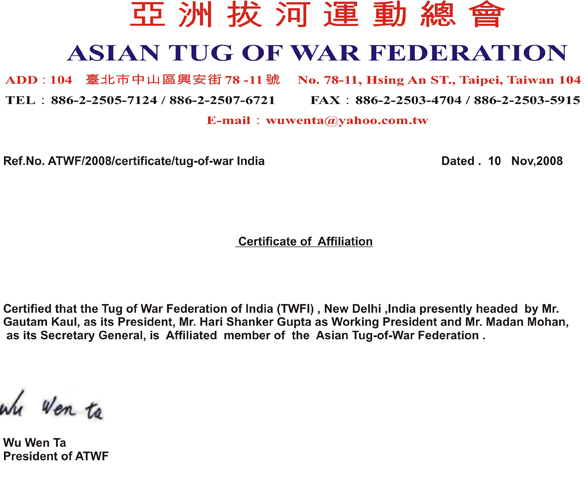 亞洲拔河運動總會
ASIAN TUG OF WAR FEDERATION
ADD : 104 臺北市中山區興安街 78 -11 號 No. 78-11, Hsing An ST., Taipei, Taiwan 104
TEL : 886-2-2505-7124 / 886-2-2507-6721 FAX : 886-2-2503-4704 / 886-2-2503-5915
E-mail : wuwenta@yahoo.com.tw
Ref.No. ATWF/2008/certificate/tug-of-war India Dated . 10 Nov,2008
Certificate of Affiliation
Certified that the Tug of War Federation of India (TWFI) , New Delhi ,India presently headed by Mr.
Gautam Kaul, as its President, Mr. Hari Shanker Gupta as Working President and Mr. Madan Mohan,
as its Secretary General, is Affiliated member of the Asian Tug-of-War Federation .
Wu Wen ta
Wu Wen Ta
President of ATWF